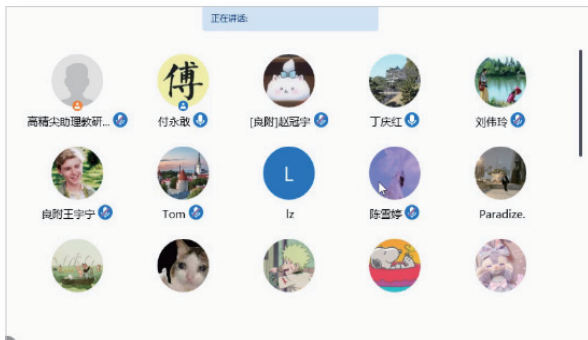 正在讲话:
傅
高精尖助理教研... 付永敢 [良附]赵冠宇 丁庆红 刘伟玲
L
良附王宇宁 Tom lz 陈雪婷 Paradize.